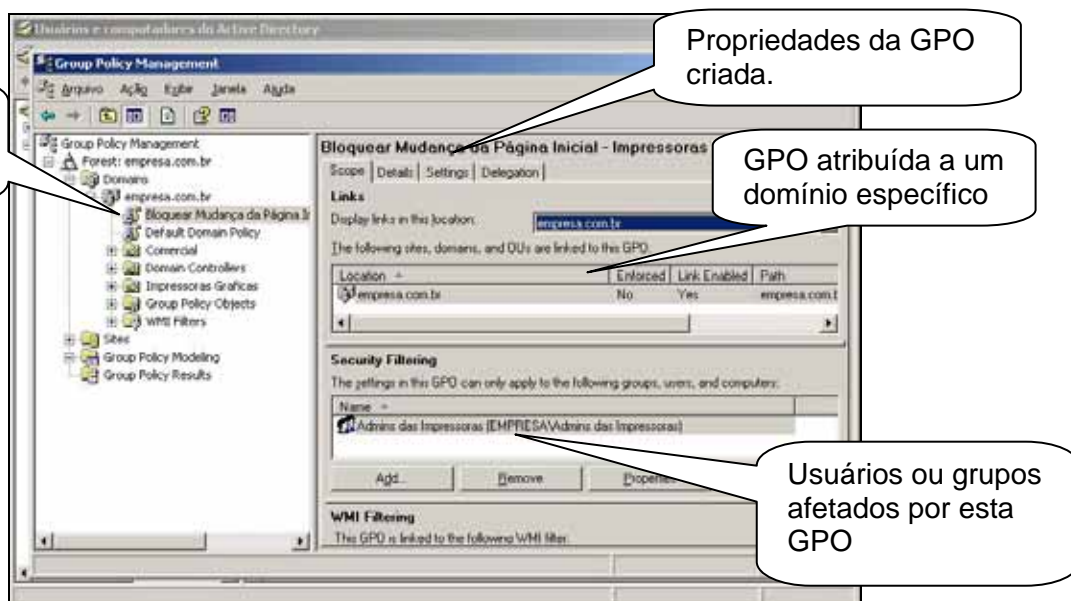 Usuários e computadores do Active Directory
Group Policy Management
Arquivo Ação Exibir Janela Ajuda
Group Policy Management
Forest: empresa.com.br
Domains
empresa.com.br
Bloquear Mudança da Página Ir
Default Domain Policy
Comercial
Domain Controllers
Impressoras Graficas
Group Policy Objects
WMI Filters
Sites
Group Policy Modeling
Group Policy Results
Propriedades da GPO
criada.
Bloquear Mudança da Página Inicial - Impressoras
Scope Details Settings Delegation
GPO atribuída a um
domínio específico
Links
Display links in this location:
empresa.com.br
The following sites, domains, and OUs are linked to this GPO:
Location Enforced Link Enabled Path
empresa.com.br No Yes empresa.com.t
Security Filtering
The settings in this GPO can only apply to the following groups, users, and computers:
Name
Admins das Impressoras (EMPRESA\Admins das Impressoras)
Add... Remove
Usuários ou grupos
afetados por esta
GPO
WMI Filtering
This GPO is linked to the following WMI filter: